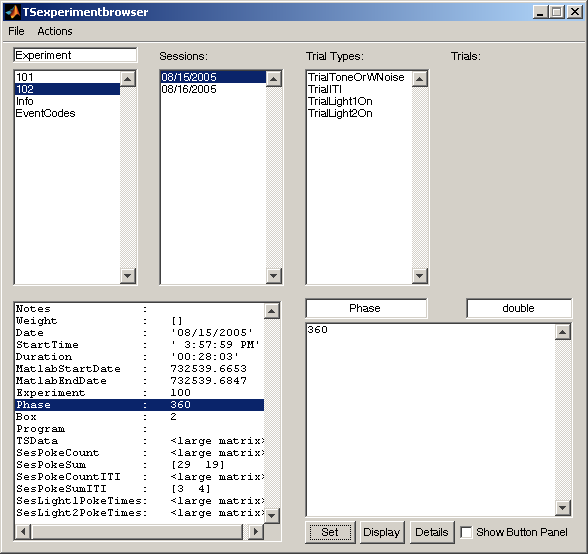 TSexperimentbrowser
File Actions
Experiment Sessions: Trial Types: Trials:
101
102
Info
EventCodes
08/15/2005
08/16/2005
TrialToneOrWNoise
TrialITI
TrialLight1On
TrialLight2On
Notes :
Weight : []
Date : '08/15/2005'
StartTime : ' 3:57:59 PM'
Duration : '00:28:03'
MatlabStartDate : 732539.6653
MatlabEndDate : 732539.6847
Experiment : 100
Phase : 360
Box : 2
Program :
TSData : <large matrix>
SesPokeCount : <large matrix>
SesPokeSum : [29 19]
SesPokeCountITI : <large matrix>
SesPokeSumITI : [3 4]
SesLight1PokeTimes: <large matrix>
SesLight2PokeTimes: <large matrix>
Phase double
360
Set Display Details Show Button Panel